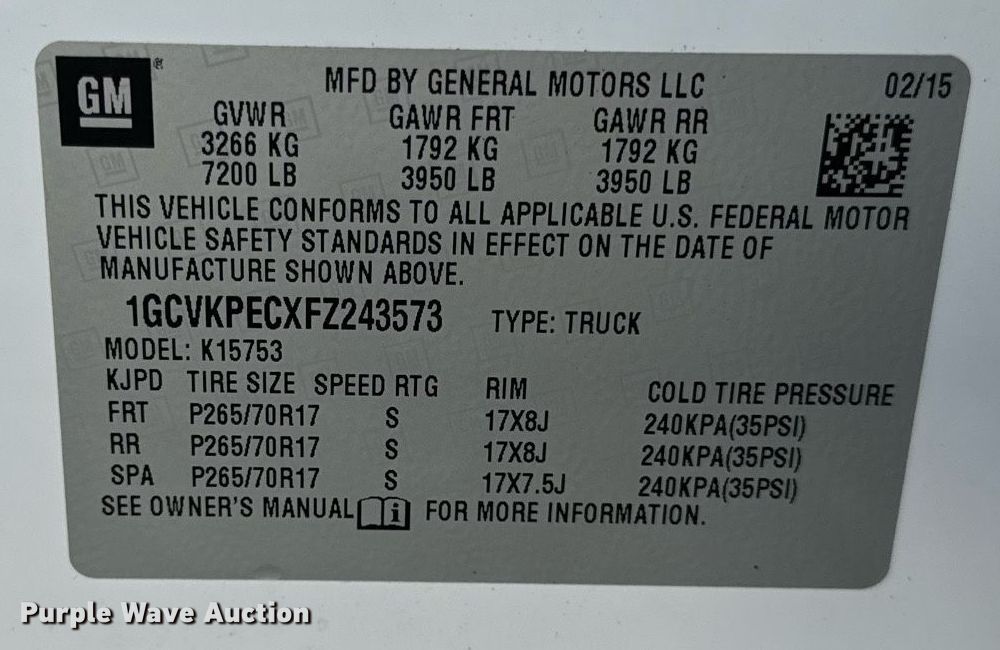 GM®
MFD BY GENERAL MOTORS LLC 02/15
GVWR GAWR FRT GAWR RR
3266 KG 1792 KG 1792 KG
7200 LB 3950 LB 3950 LB
THIS VEHICLE CONFORMS TO ALL APPLICABLE U.S. FEDERAL MOTOR
VEHICLE SAFETY STANDARDS IN EFFECT ON THE DATE OF
MANUFACTURE SHOWN ABOVE.
1GCVKPECXFZ243573 TYPE: TRUCK
MODEL: K15753
KJPD TIRE SIZE SPEED RTG RIM COLD TIRE PRESSURE
FRT P265/70R17 S 17X8J 240KPA(35PSI)
RR P265/70R17 S 17X8J 240KPA(35PSI)
SPA P265/70R17 S 17X7.5J 240KPA(35PSI)
SEE OWNER'S MANUAL i FOR MORE INFORMATION.
Purple Wave Auction